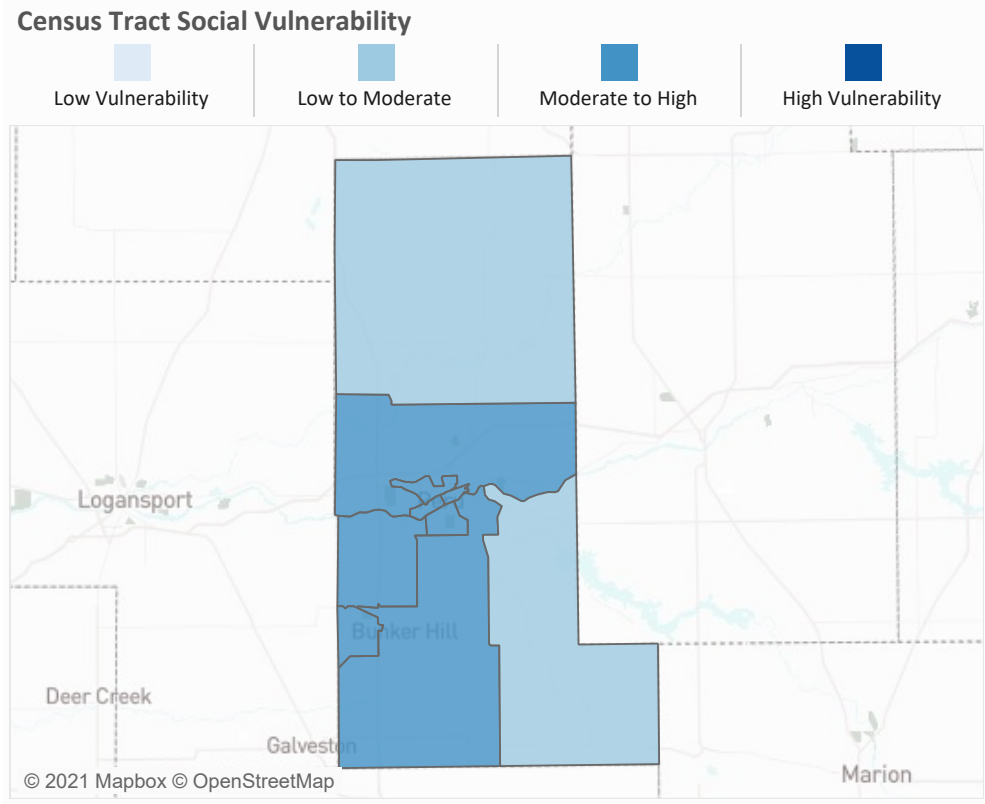 Census Tract Social Vulnerability
Low Vulnerability
Low to Moderate
Moderate to High
High Vulnerability
Logansport
Bunker Hill
Deer Creek
Galveston
Marion
© 2021 Mapbox © OpenStreetMap